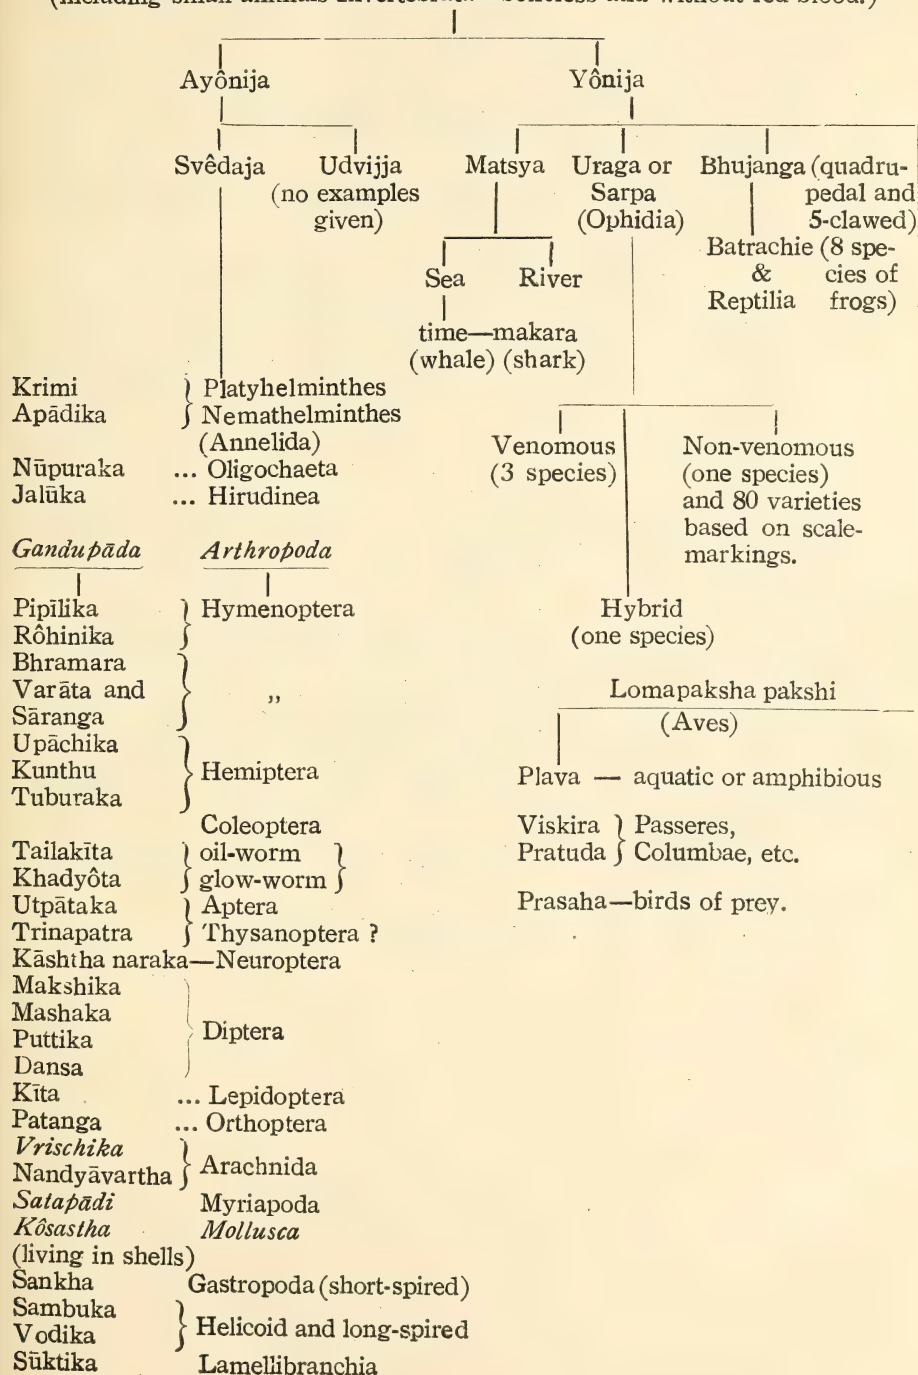 (including small animals Invertebrata—boneless and without red blood.)
Ayônija Yônija
Svêdaja Udvijja Matsya Uraga or Bhujanga (quadru-
(no examples Sarpa pedal and
given) (Ophidia) 5-clawed)
Batrachie (8 spe-
Sea River & cies of
Reptilia frogs)
time—makara
(whale) (shark)
Krimi Platyhelminthes
Apādika Nemathelminthes
(Annelida)
Nūpuraka ... Oligochaeta
Jalūka ... Hirudinea
Venomous Non-venomous
(3 species) (one species)
and 80 varieties
based on scale-
markings.
Gandupāda Arthropoda
Pipīlika Hymenoptera
Rôhinika
Hybrid
(one species)
Bhramara
Varāta and ,,
Sāranga
Upāchika
Kunthu Hemiptera
Tuburaka
Coleoptera
Tailakīta oil-worm
Khadyôta glow-worm
Utpātaka Aptera
Trinapatra Thysanoptera ?
Kāshtha naraka—Neuroptera
Makshika
Mashaka
Puttika Diptera
Dansa
Kīta ... Lepidoptera
Patanga ... Orthoptera
Vrischika
Nandyāvartha Arachnida
Satapādi Myriapoda
Kôsastha Mollusca
(living in shells)
Sankha Gastropoda (short-spired)
Sambuka
Vodika Helicoid and long-spired
Sūktika Lamellibranchia
Lomapaksha pakshi
(Aves)
Plava — aquatic or amphibious
Viskira Passeres,
Pratuda Columbae, etc.
Prasaha—birds of prey.